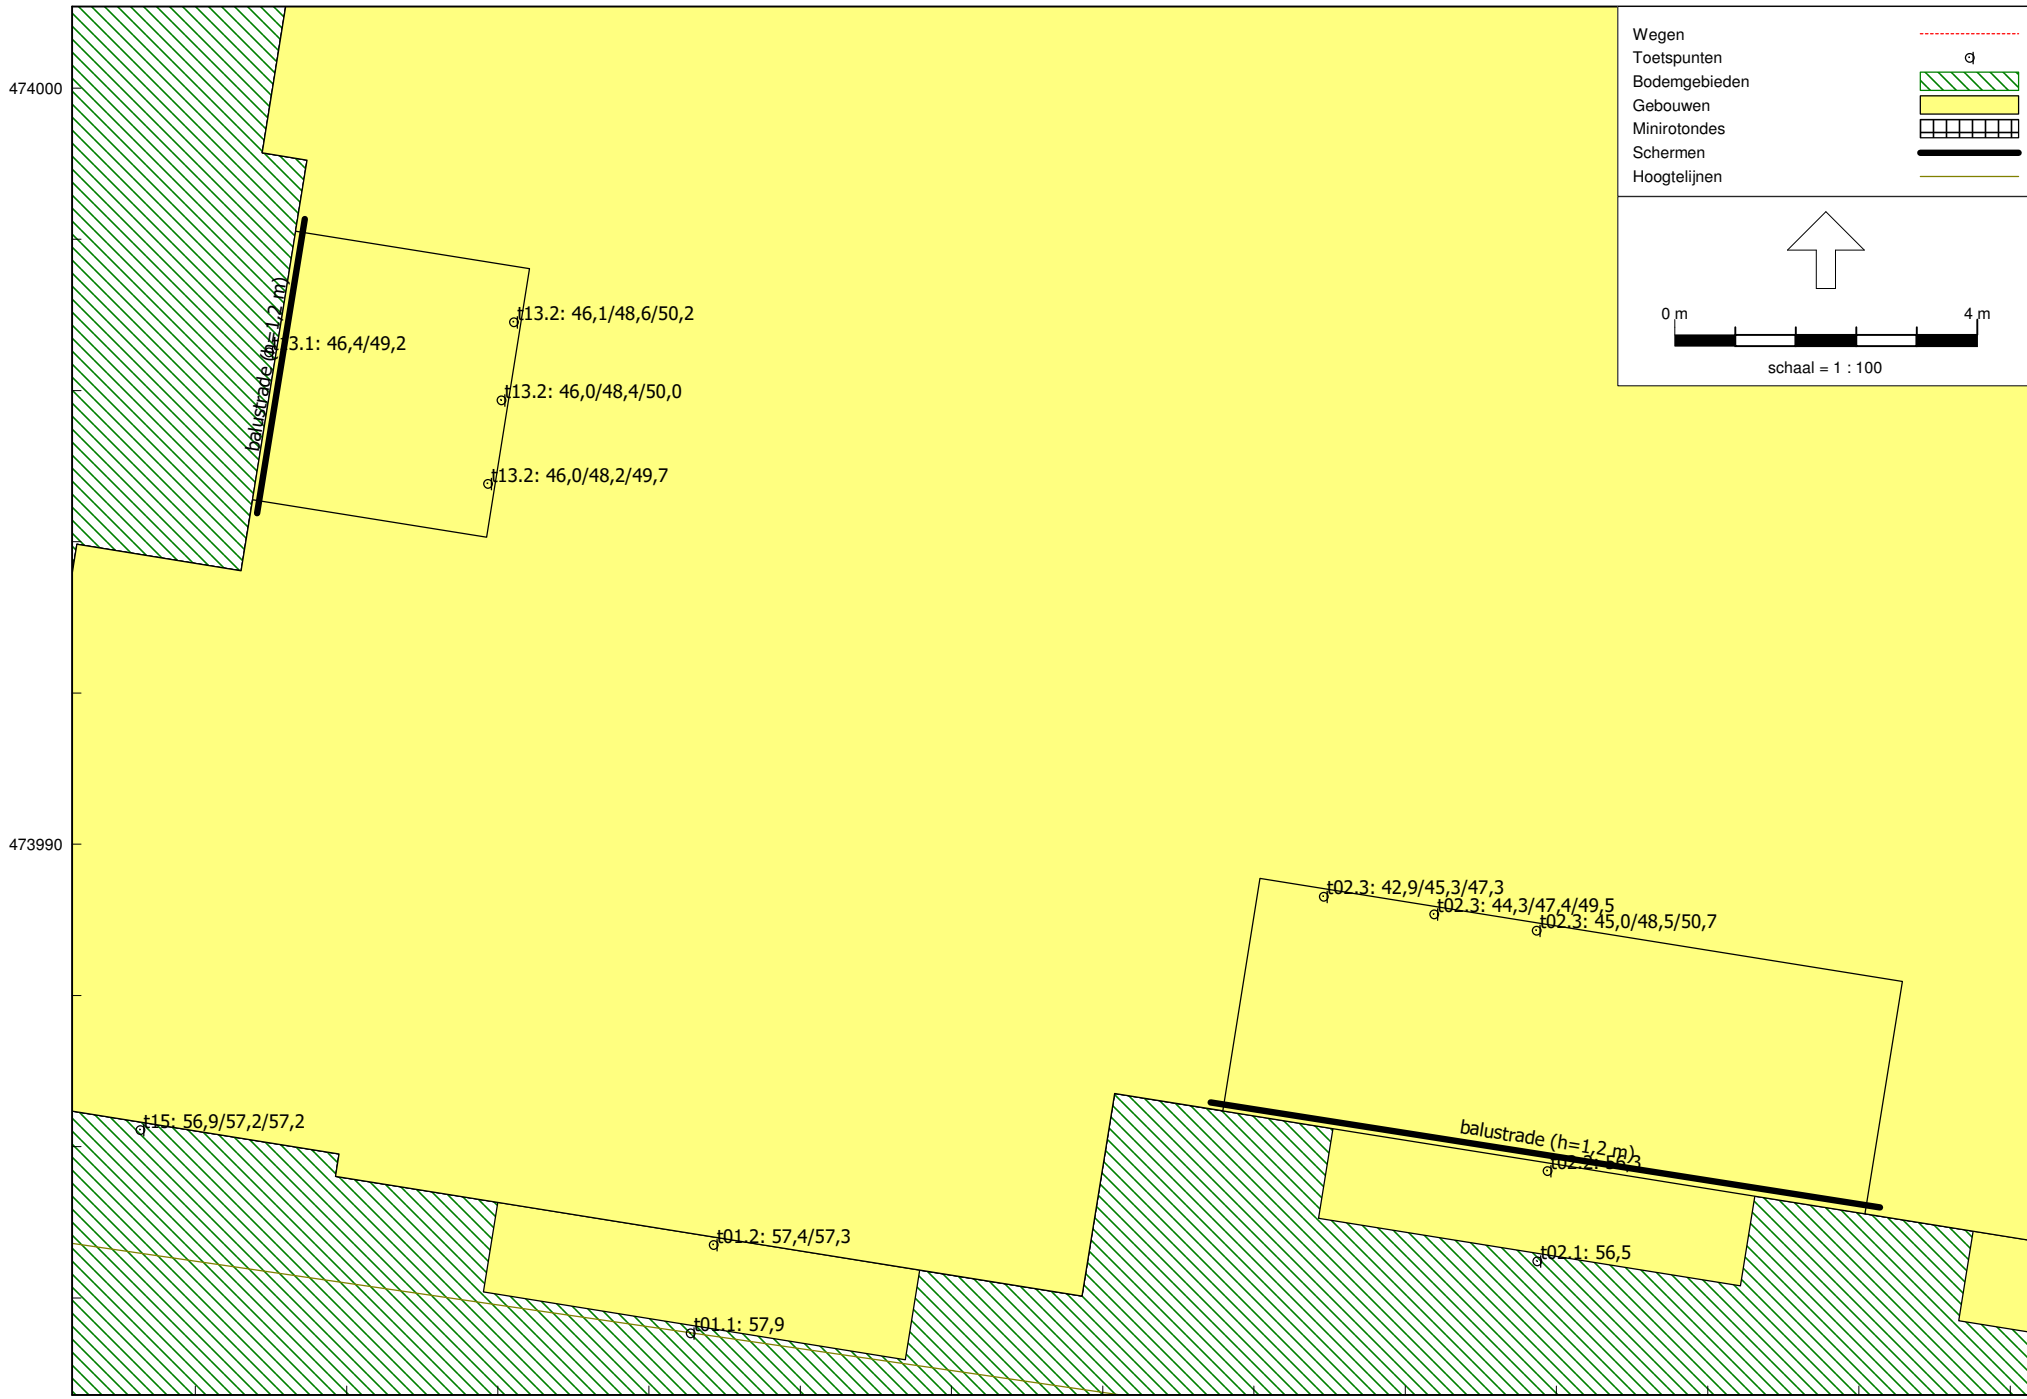 Wegen
Toetspunten
474000
Bodemgebieden
Gebouwen
Minirotondes
Schermen
Hoogtelijnen
0 m 4 m
schaal = 1 : 100
t13.2: 46,1/48,6/50,2
balustrade (h=1,2 m)
t13.1: 46,4/49,2
t13.2: 46,0/48,4/50,0
t13.2: 46,0/48,2/49,7
473990
t02.3: 42,9/45,3/47,3
t02.3: 44,3/47,4/49,5
t02.3: 45,0/48,5/50,7
t15: 56,9/57,2/57,2
balustrade (h=1,2 m)
t02.2: 56,3
t01.2: 57,4/57,3
t02.1: 56,5
t01.1: 57,9